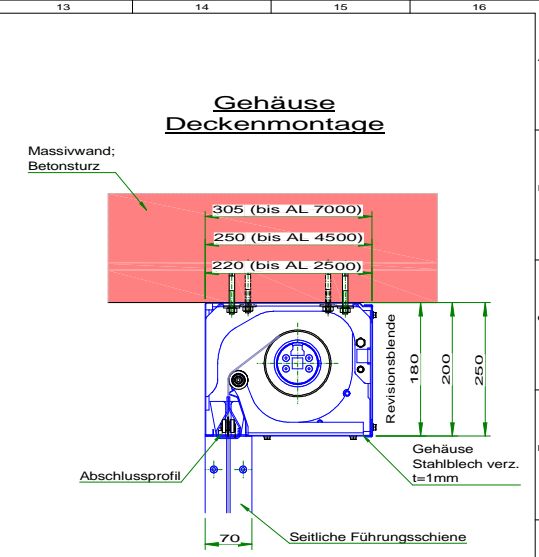 13 14 15 16
Gehäuse
Deckenmontage
Massivwand;
Betonsturz
305 (bis AL 7000)
250 (bis AL 4500)
220 (bis AL 2500)
Revisionsblende
180
200
250
Abschlussprofil
Gehäuse
Stahlblech verz.
t=1mm
70
Seitliche Führungsschiene